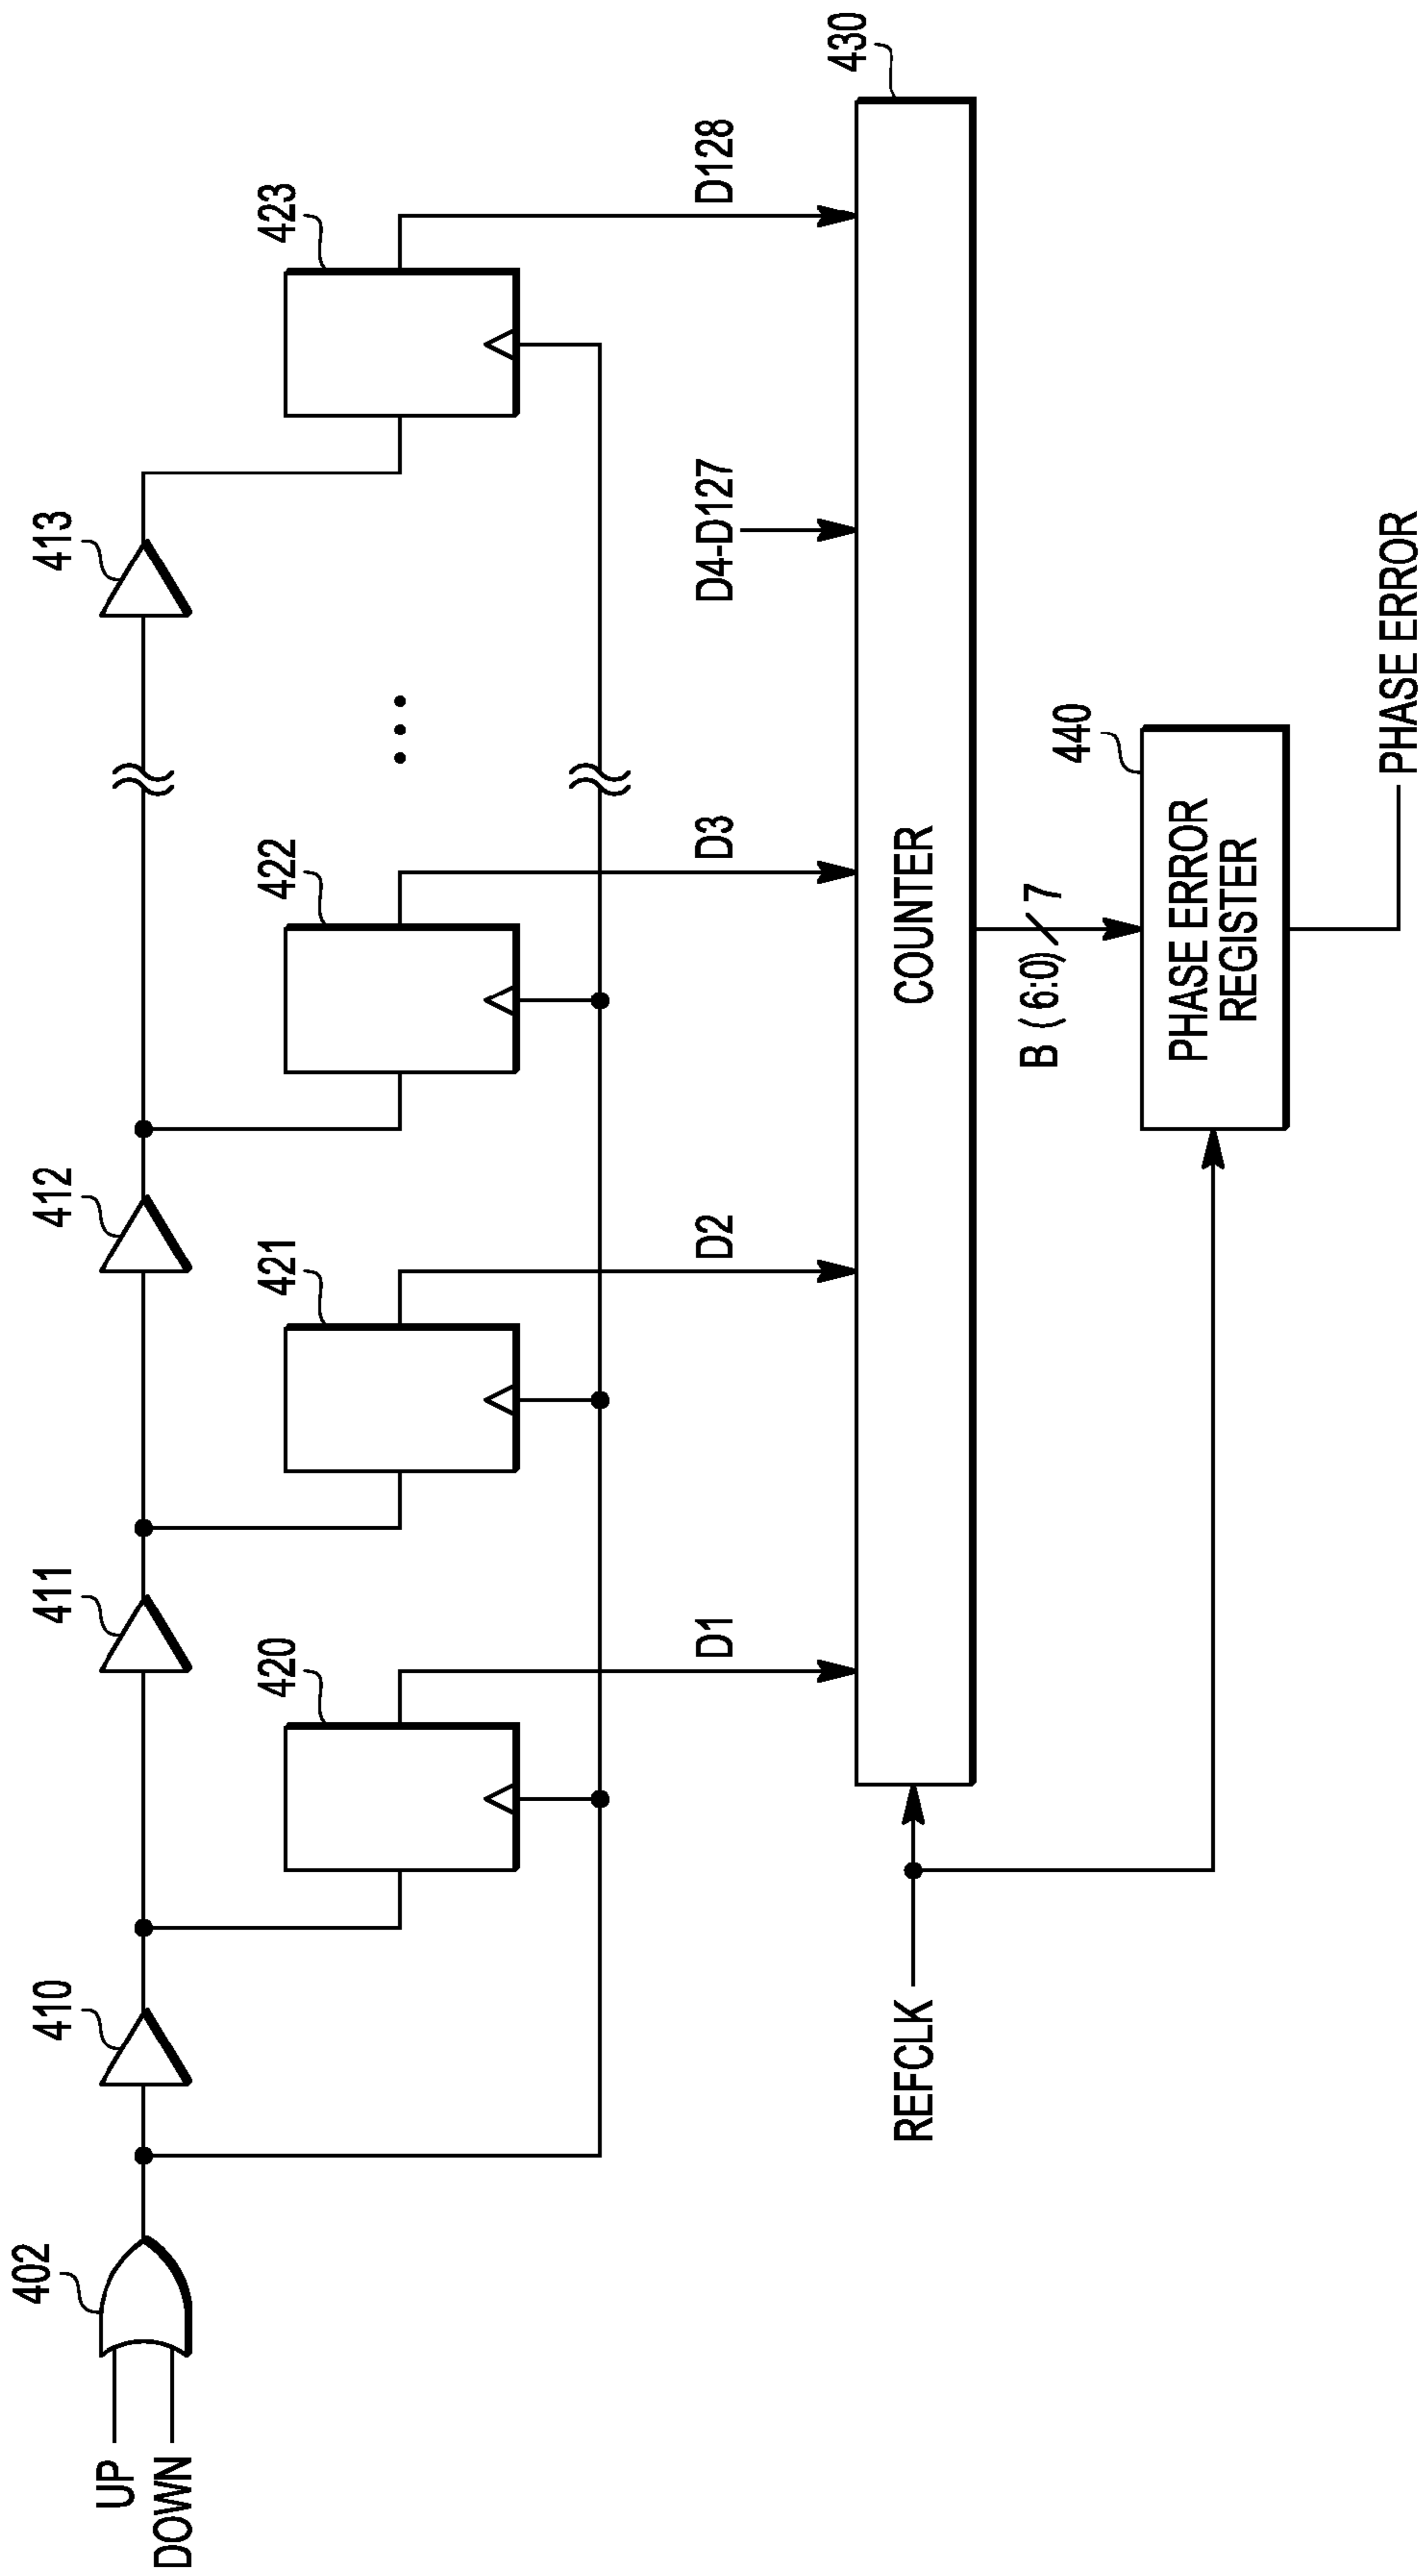 UP
DOWN
402
410
411
412
413
420
421
422
423
D1
D2
D3
D4-D127
D128
430
REFCLK
COUNTER
B ( 6:0) 7
440
PHASE ERROR
REGISTER
PHASE ERROR